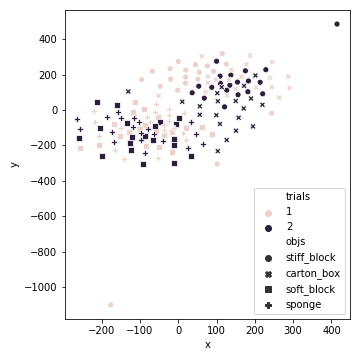 400
200
0
−200
−400
−600
−800
−1000
y
trials
1
2
objs
stiff_block
carton_box
soft_block
sponge
−200 −100 0 100 200 300 400
x